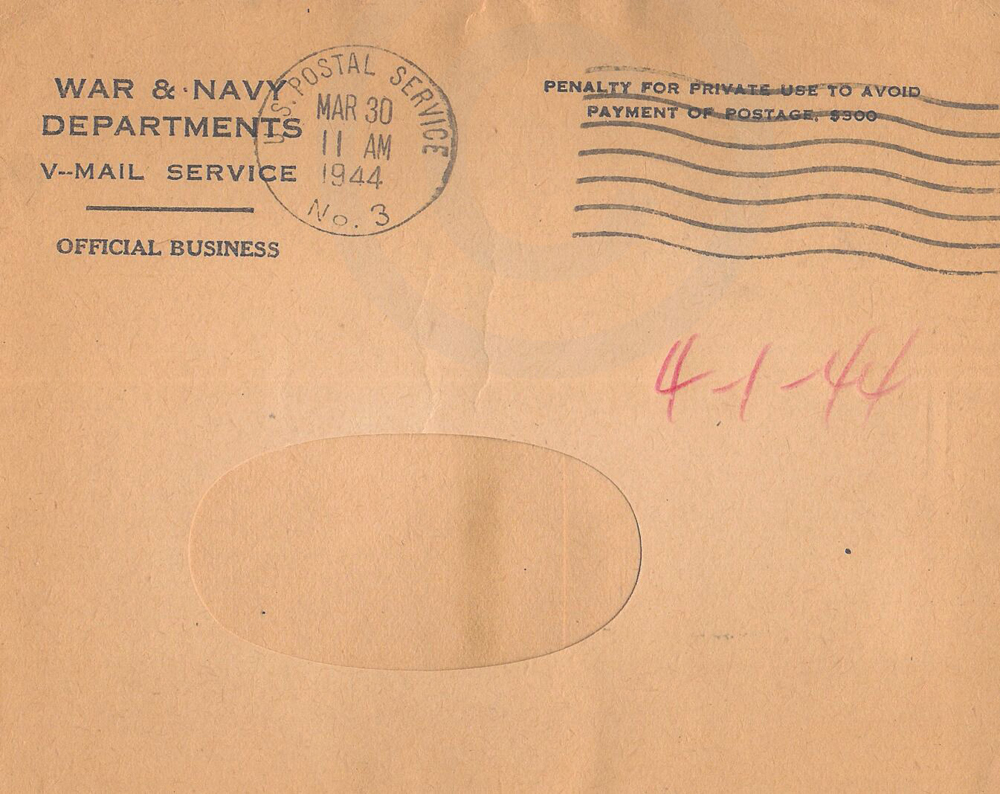 WAR & NAVY
DEPARTMENTS
V--MAIL SERVICE
OFFICIAL BUSINESS
U.S. POSTAL SERVICE
MAR 30
11 AM
1944
No. 3
PENALTY FOR PRIVATE USE TO AVOID
PAYMENT OF POSTAGE, $300
4-1-44